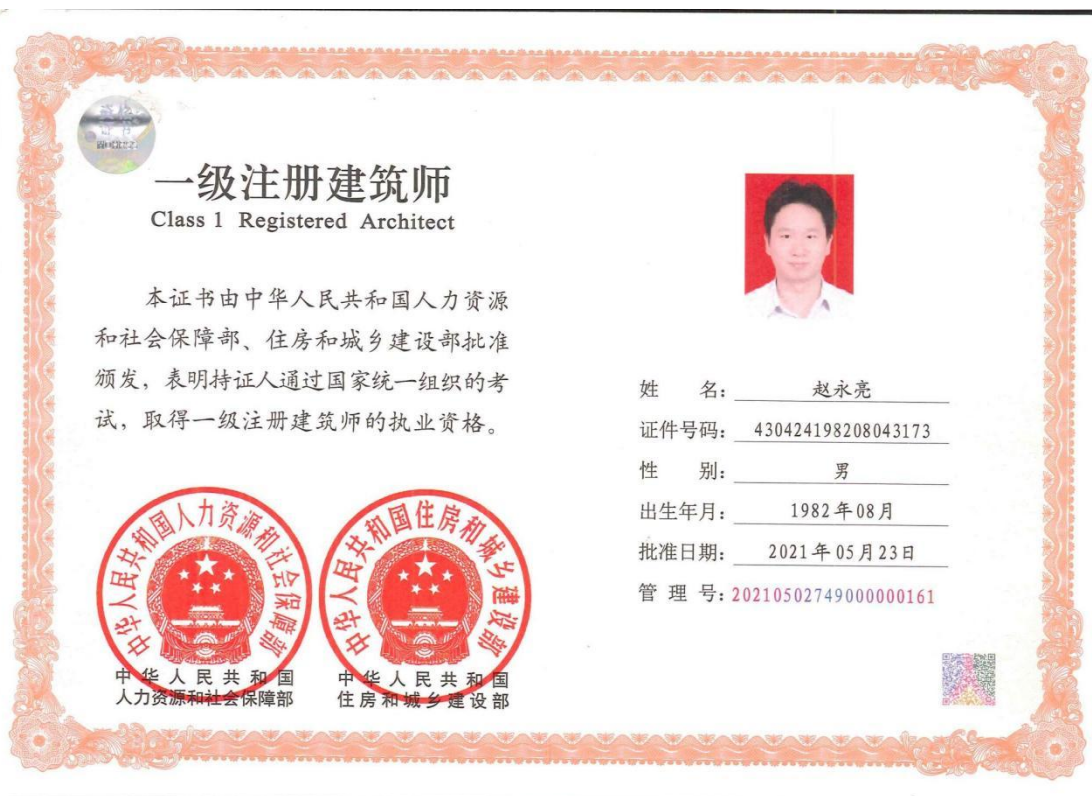 一级注册建筑师
Class 1 Registered Architect
本证书由中华人民共和国人力资源
和社会保障部、住房和城乡建设部批准
颁发，表明持证人通过国家统一组织的考
试，取得一级注册建筑师的执业资格。
中华人民共和国人力资源和社会保障部
中华人民共和国
人力资源和社会保障部
中华人民共和国住房和城乡建设部
中华人民共和国
住房和城乡建设部
姓 名：赵永亮
证件号码：430424198208043173
性 别：男
出生年月：1982年08月
批准日期：2021年05月23日
管 理 号：20210502749000000161